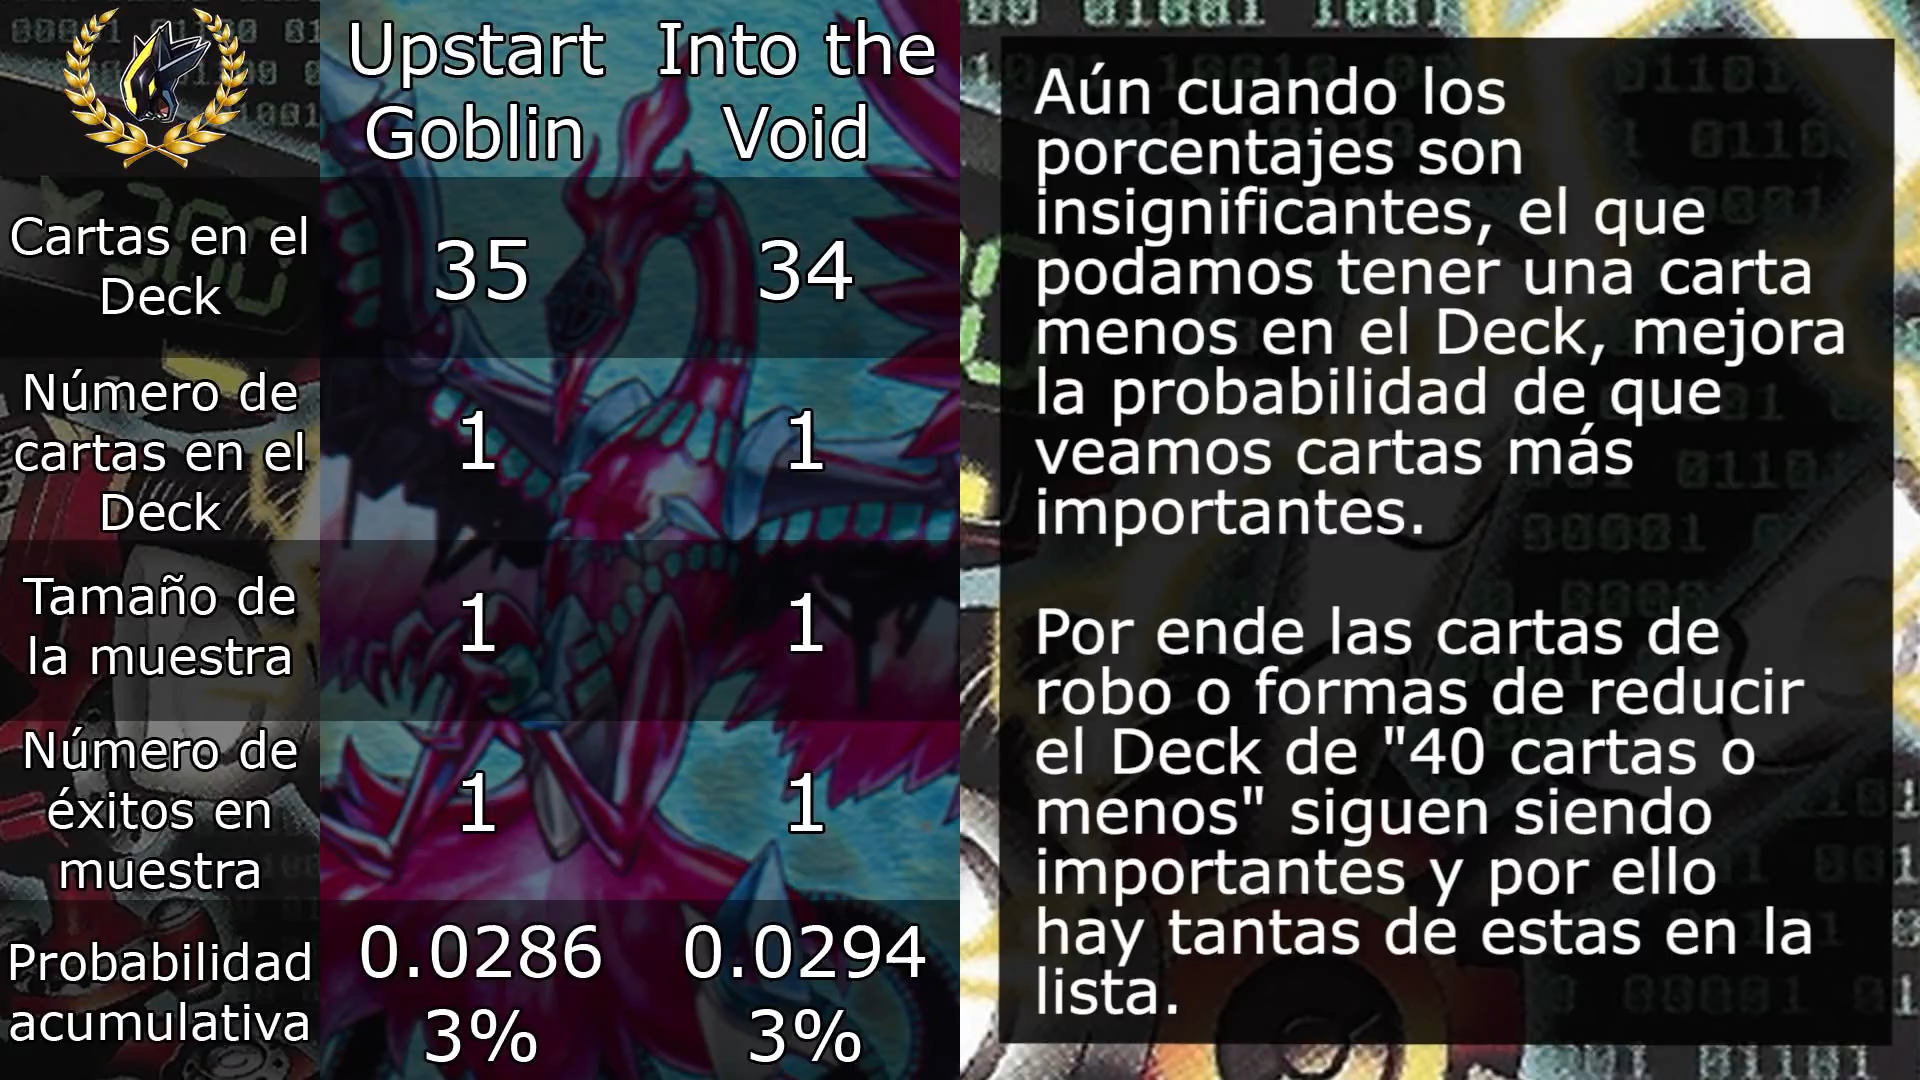 Upstart Goblin
Into the Void
Cartas en el
Deck
35
34
Número de
cartas en el
Deck
1
1
Tamaño de
la muestra
1
1
Número de
éxitos en
muestra
1
1
Probabilidad
acumulativa
0.0286
3%
0.0294
3%
Aún cuando los
porcentajes son
insignificantes, el que
podamos tener una carta
menos en el Deck, mejora
la probabilidad de que
veamos cartas más
importantes.
Por ende las cartas de
robo o formas de reducir
el Deck de "40 cartas o
menos" siguen siendo
importantes y por ello
hay tantas de estas en la
lista.